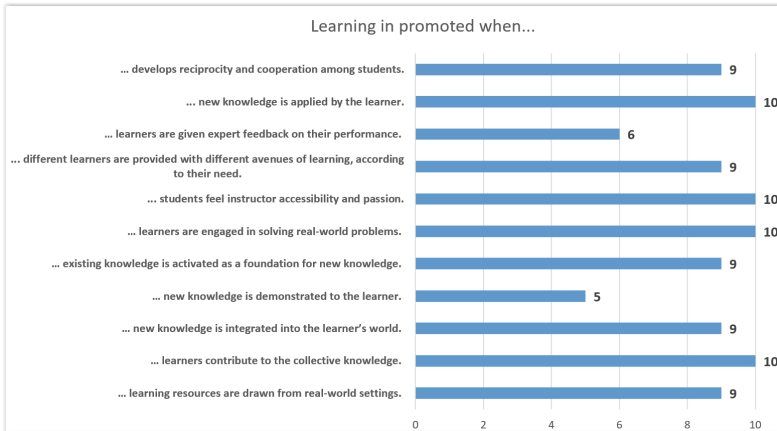 Learning in promoted when...
... develops reciprocity and cooperation among students.
9
... new knowledge is applied by the learner.
10
... learners are given expert feedback on their performance.
6
... different learners are provided with different avenues of learning, according
to their need.
9
... students feel instructor accessibility and passion.
10
... learners are engaged in solving real-world problems.
10
... existing knowledge is activated as a foundation for new knowledge.
9
... new knowledge is demonstrated to the learner.
5
... new knowledge is integrated into the learner's world.
9
... learners contribute to the collective knowledge.
10
... learning resources are drawn from real-world settings.
9
0 2 4 6 8 10